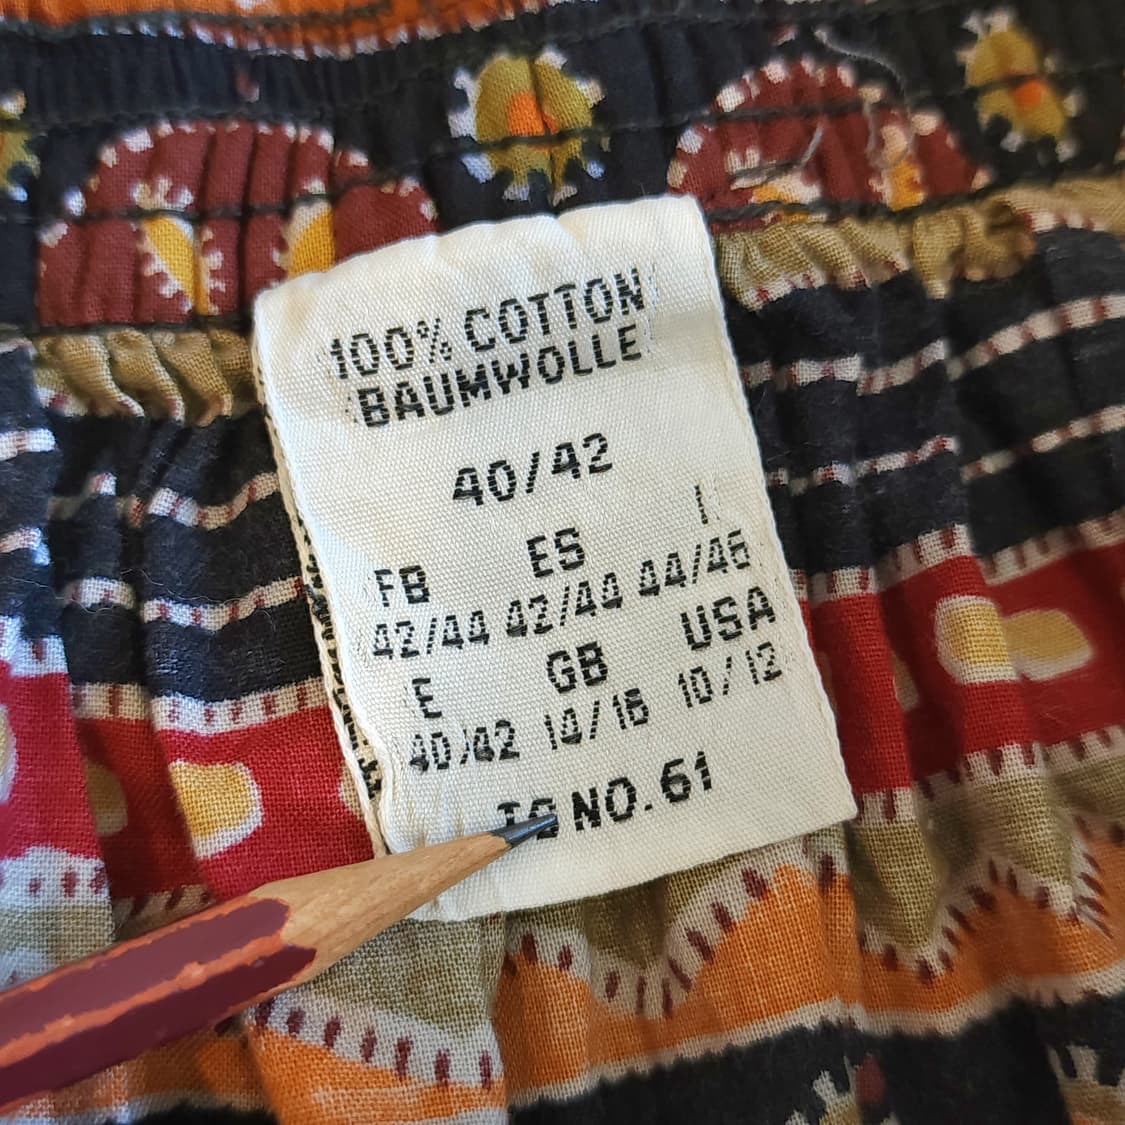 100% COTTON
BAUMWOLLE
40/42
FB ES I
42/44 42/44 44/46
E GB USA
40/42 14/16 10/12
NO.61